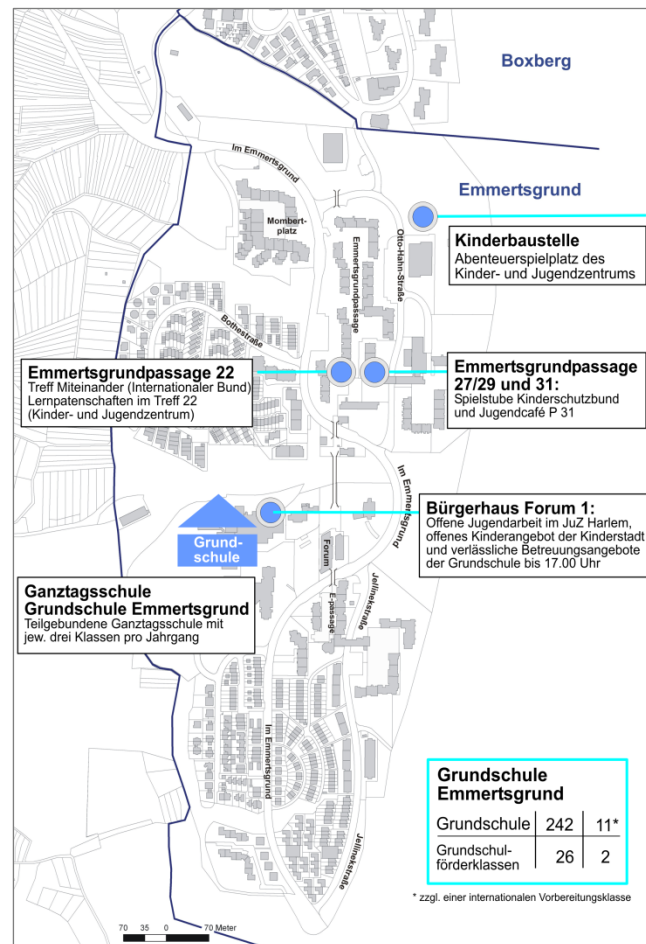 Boxberg
Im Emmertsgrund
Emmertsgrund
Mombert-
platz
Emmertsgrundpassage
Otto-Hahn-Straße
Kinderbaustelle
Abenteuerspielplatz des
Kinder- und Jugendzentrums
Bothestraße
Emmertsgrundpassage 22
Treff Miteinander (Internationaler Bund)
Lernpatenschaften im Treff 22
(Kinder- und Jugendzentrum)
Emmertsgrundpassage
27/29 und 31:
Spielstube Kinderschutzbund
und Jugendcafé P 31
Im Emmertsgrund
Bürgerhaus Forum 1:
Offene Jugendarbeit im JuZ Harlem,
offenes Kinderangebot der Kinderstadt
und verlässliche Betreuungsangebote
der Grundschule bis 17.00 Uhr
Grund-
schule
Forum
E-passage
Jellinekstraße
Ganztagsschule
Grundschule Emmertsgrund
Teilgebundene Ganztagsschule mit
jew. drei Klassen pro Jahrgang
Im Emmertsgrund
Jellinekstraße
Grundschule
Emmertsgrund
Grundschule 242 11*
Grundschul-
förderklassen 26 2
* zzgl. einer internationalen Vorbereitungsklasse
70 35 0 70 Meter